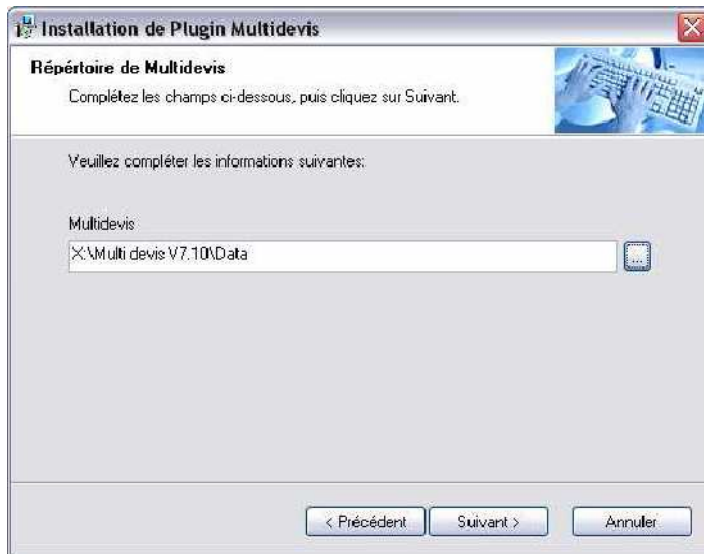 Installation de Plugin Multidevis
Répértoire de Multidevis
Complétez les champs ci-dessous, puis cliquez sur Suivant.
Veuillez compléter les informations suivantes:
Multidevis
X:\Multi devis V7.10\Data
...
< Précédent
Suivant >
Annuler